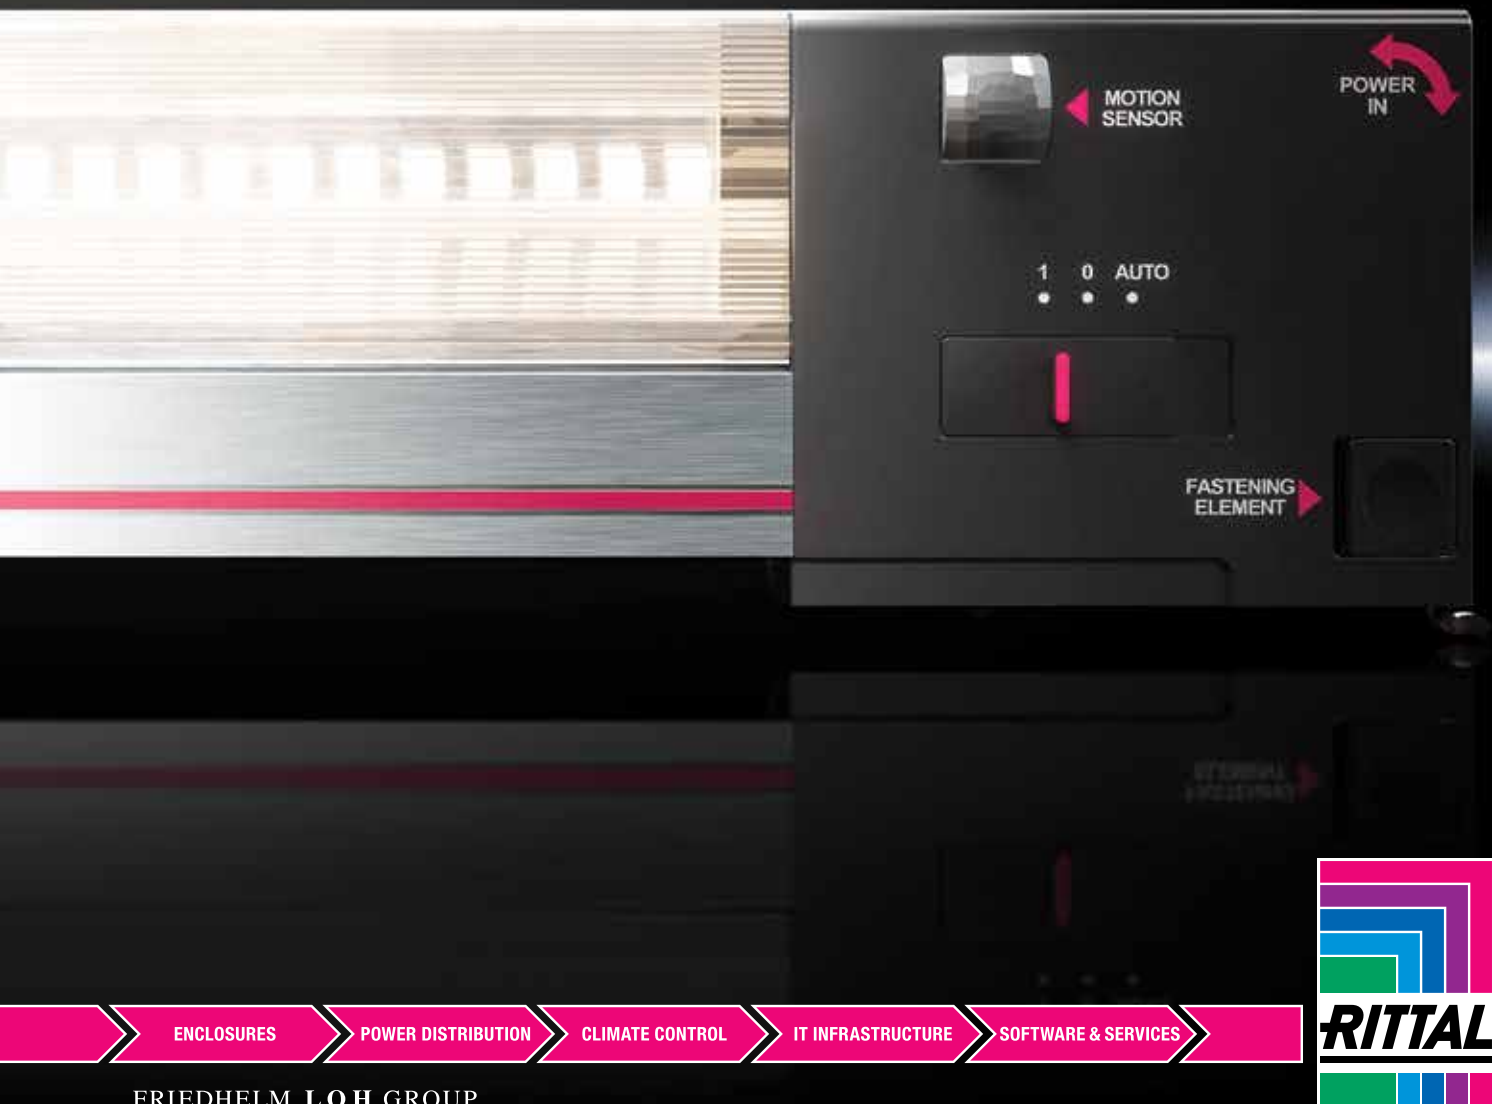 MOTION
SENSOR
POWER
IN
1 0 AUTO
FASTENING
ELEMENT
ENCLOSURES
POWER DISTRIBUTION
CLIMATE CONTROL
IT INFRASTRUCTURE
SOFTWARE & SERVICES
RITTAL
FRIEDHELM LOH GROUP